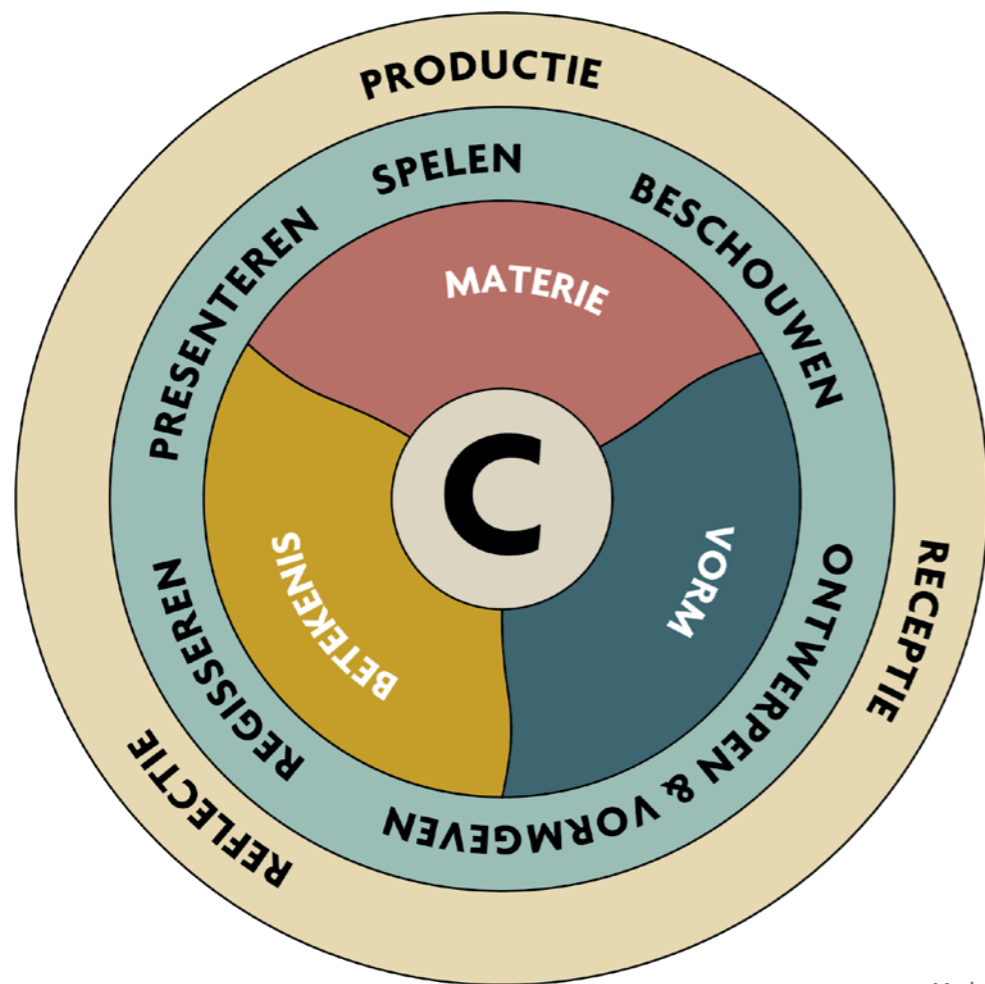 PRODUCTIE
RECEPTIE
REFLECTIE
SPELEN
BESCHOUWEN
ONTWERPEN & VORMGEVEN
REGISSEREN
PRESENTEREN
MATERIE
VORM
BETEKENIS
C